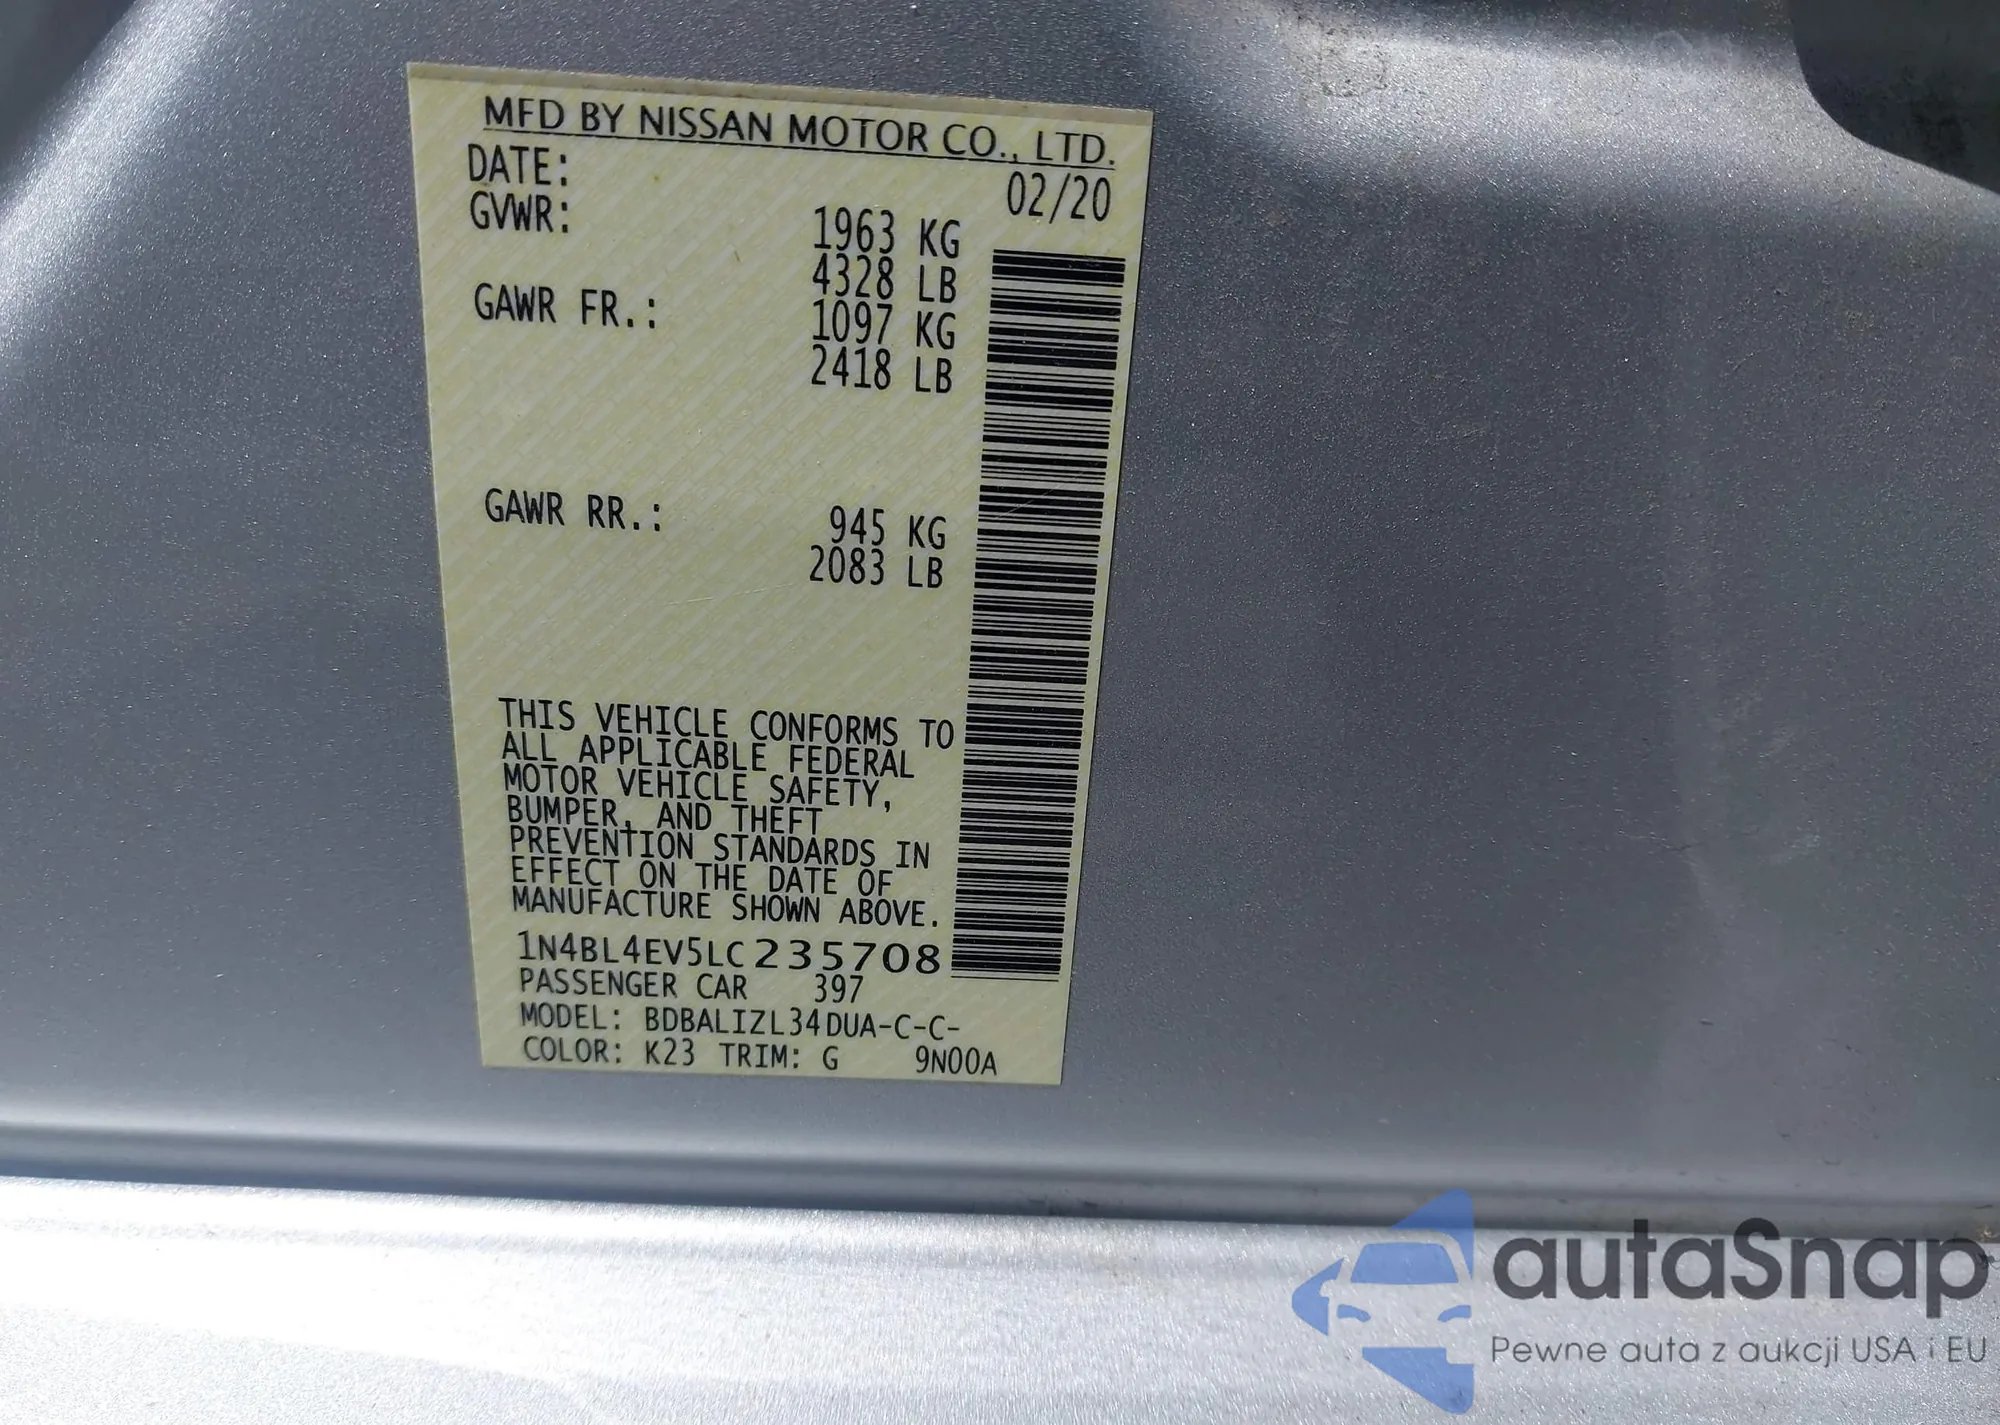 MFD BY NISSAN MOTOR CO., LTD.
DATE: 02/20
GVWR: 1963 KG
4328 LB
GAWR FR.: 1097 KG
2418 LB
GAWR RR.: 945 KG
2083 LB
THIS VEHICLE CONFORMS TO
ALL APPLICABLE FEDERAL
MOTOR VEHICLE SAFETY,
BUMPER, AND THEFT
PREVENTION STANDARDS IN
EFFECT ON THE DATE OF
MANUFACTURE SHOWN ABOVE.
1N4BL4EV5LC235708
PASSENGER CAR 397
MODEL: BDBALIZL34DUA-C-C-
COLOR: K23 TRIM: G 9N00A
autaSnap
Pewne auta z aukcji USA i EU